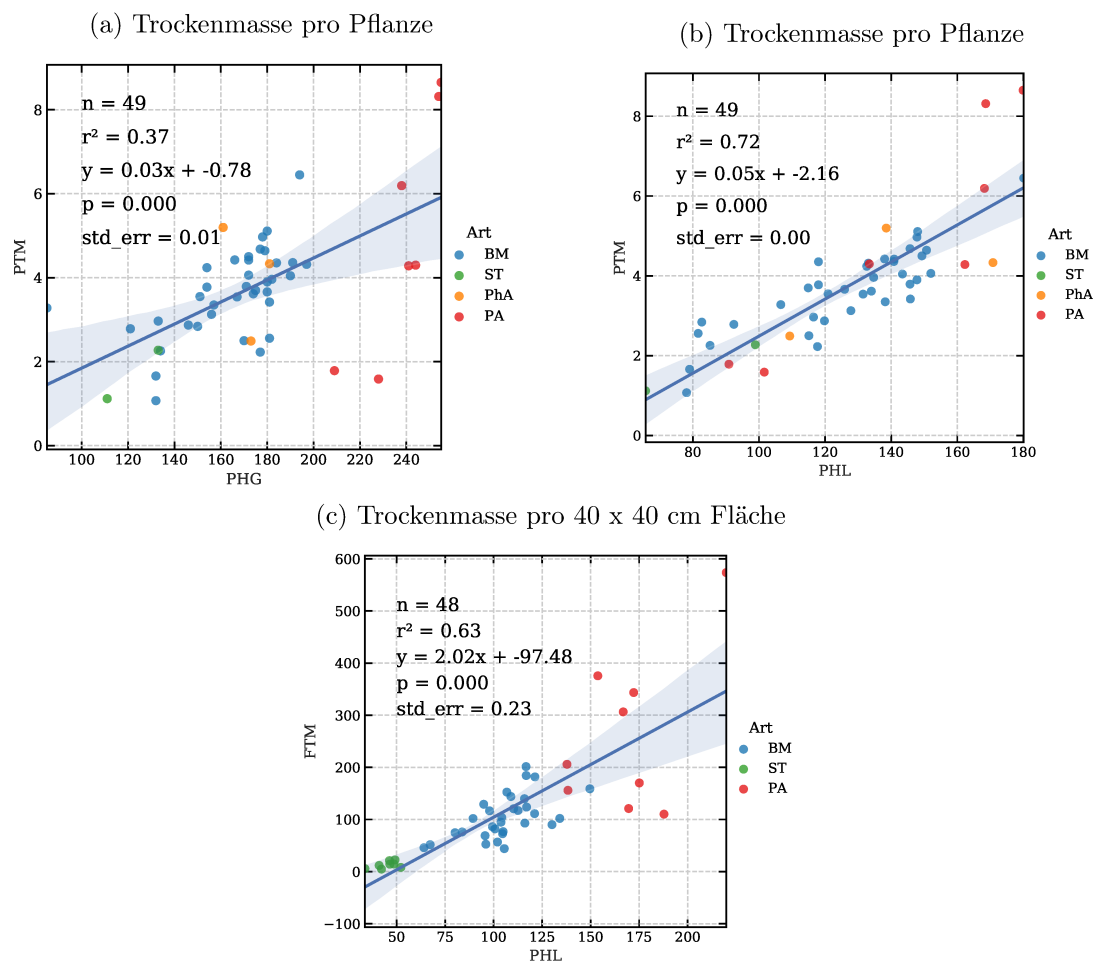 (a) Trockenmasse pro Pflanze
n = 49
r² = 0.37
y = 0.03x + -0.78
p = 0.000
std_err = 0.01
PTM
8
6
4
2
0
100 120 140 160 180 200 220 240
PHG
Art
BM
ST
PhA
PA
(b) Trockenmasse pro Pflanze
n = 49
r² = 0.72
y = 0.05x + -2.16
p = 0.000
std_err = 0.00
PTM
8
6
4
2
0
80 100 120 140 160 180
PHL
Art
BM
ST
PhA
PA
(c) Trockenmasse pro 40 x 40 cm Fläche
n = 48
r² = 0.63
y = 2.02x + -97.48
p = 0.000
std_err = 0.23
FTM
600
500
400
300
200
100
0
−100
50 75 100 125 150 175 200
PHL
Art
BM
ST
PA